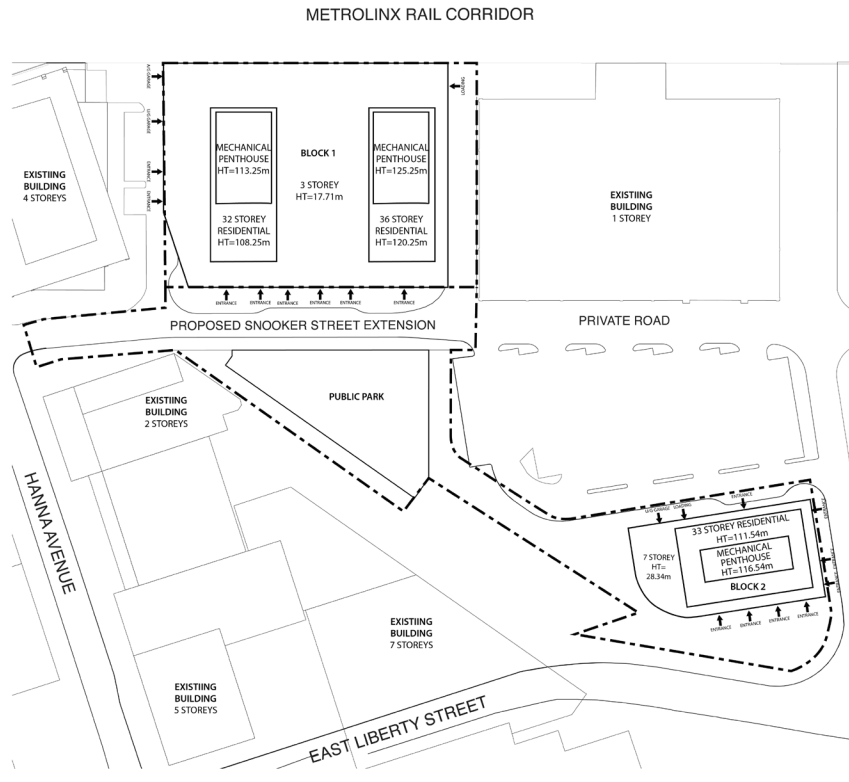 METROLINX RAIL CORRIDOR
A/G GARAGE
U/G GARAGE
ENTRANCE
ENTRANCE
LOADING
EXISTIING
BUILDING
4 STOREYS
MECHANICAL
PENTHOUSE
HT=113.25m
32 STOREY
RESIDENTIAL
HT=108.25m
BLOCK 1
3 STOREY
HT=17.71m
MECHANICAL
PENTHOUSE
HT=125.25m
36 STOREY
RESIDENTIAL
HT=120.25m
EXISTIING
BUILDING
1 STOREY
ENTRANCE
ENTRANCE
ENTRANCE
ENTRANCE
ENTRANCE
ENTRANCE
PROPOSED SNOOKER STREET EXTENSION
PRIVATE ROAD
PUBLIC PARK
EXISTIING
BUILDING
2 STOREYS
HANNA AVENUE
U/G GARAGE
LOADING
ENTRANCE
ENTRANCE
33 STOREY RESIDENTIAL
HT=111.54m
MECHANICAL
PENTHOUSE
HT=116.54m
BLOCK 2
7 STOREY
HT=
28.34m
ENTRANCE
ENTRANCE
ENTRANCE
ENTRANCE
EXISTIING
BUILDING
7 STOREYS
EXISTIING
BUILDING
5 STOREYS
EAST LIBERTY STREET